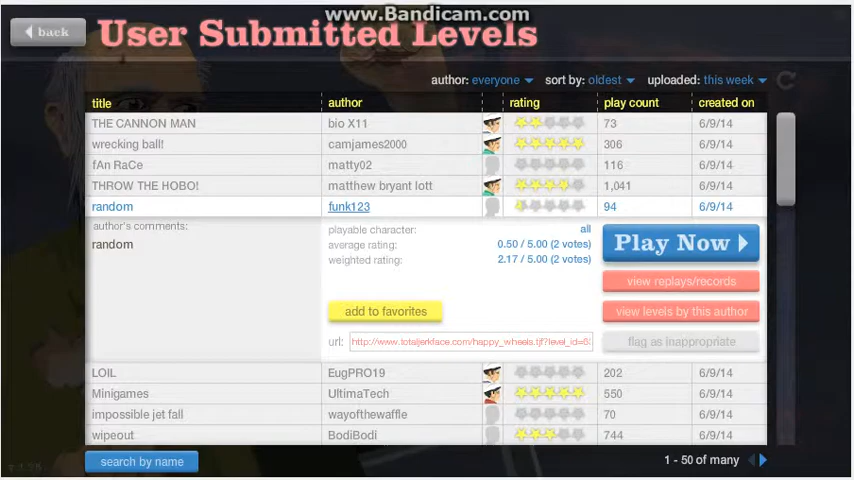 www.Bandicam.com
back
User Submitted Levels
author: everyone sort by: oldest uploaded: this week
title author rating play count created on
THE CANNON MAN bio X11 73 6/9/14
wrecking ball! camjames2000 306 6/9/14
fAn RaCe matty02 116 6/9/14
THROW THE HOBO! matthew bryant lott 1,041 6/9/14
random funk123 94 6/9/14
author's comments:
random
playable character: all
average rating: 0.50 / 5.00 (2 votes)
weighted rating: 2.17 / 5.00 (2 votes)
Play Now
view replays/records
add to favorites
view levels by this author
url: http://www.totaljerkface.com/happy_wheels.tjf?level_id=6
flag as inappropriate
LOIL EugPRO19 202 6/9/14
Minigames UltimaTech 550 6/9/14
impossible jet fall wayofthewaffle 70 6/9/14
wipeout BodiBodi 744 6/9/14
search by name
1 - 50 of many